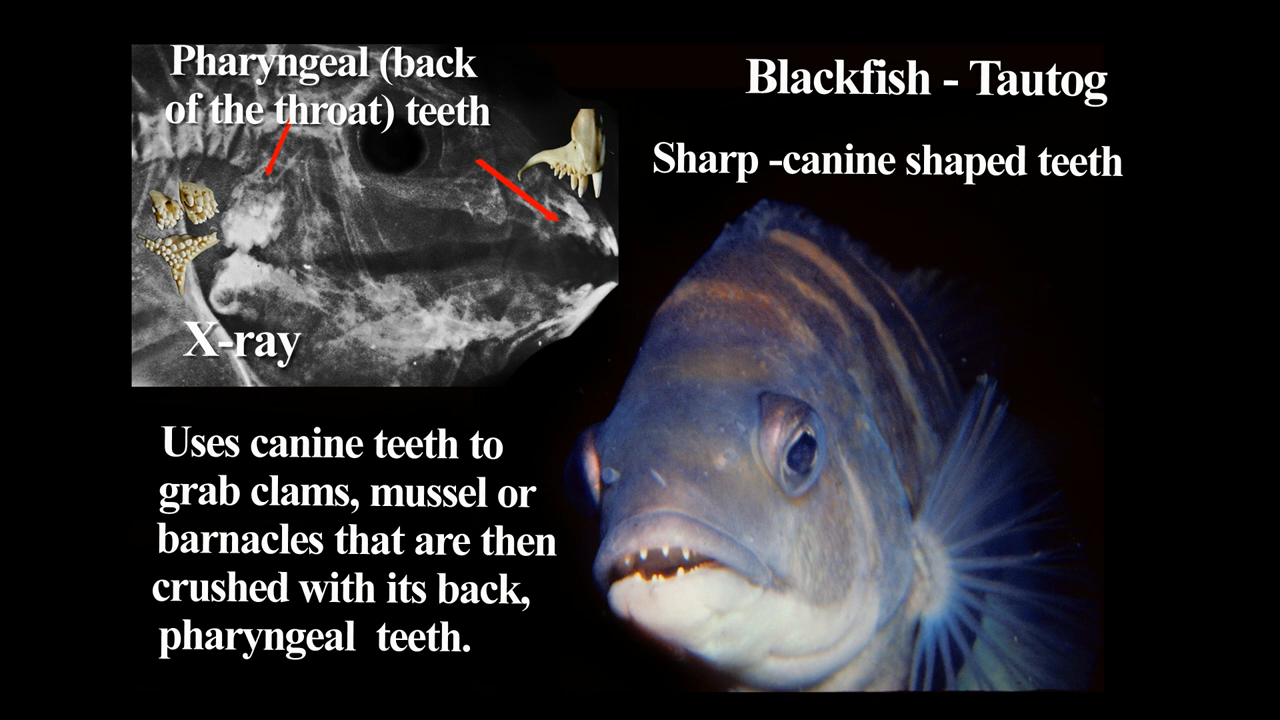 Pharyngeal (back
of the throat) teeth
X-ray
Blackfish - Tautog
Sharp -canine shaped teeth
Uses canine teeth to
grab clams, mussel or
barnacles that are then
crushed with its back,
pharyngeal teeth.